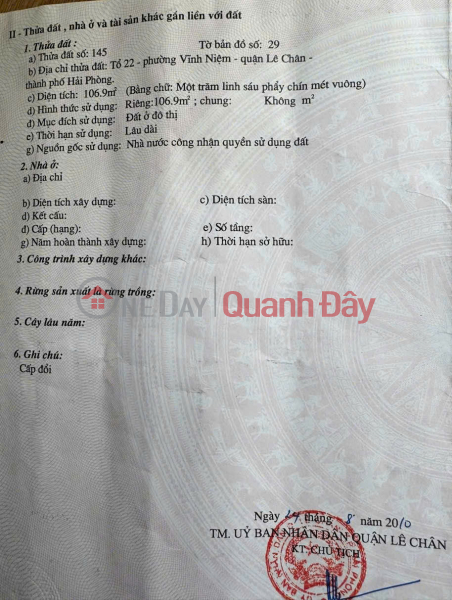 II - Thửa đất , nhà ở và tài sản khác gắn liền với đất
1. Thửa đất :
a) Thửa đất số: 145 Tờ bản đồ số: 29
b) Địa chỉ thửa đất: Tổ 22 - phường Vĩnh Niệm - quận Lê Chân -
thành phố Hải Phòng.
c) Diện tích: 106.9m² (Bằng chữ: Một trăm linh sáu phẩy chín mét vuông)
d) Hình thức sử dụng: Riêng: 106.9m² ; chung: Không m²
đ) Mục đích sử dụng: Đất ở đô thị
e) Thời hạn sử dụng: Lâu dài
g) Nguồn gốc sử dụng: Nhà nước công nhận quyền sử dụng đất
2. Nhà ở:
a) Địa chỉ
b) Diện tích xây dựng: c) Diện tích sàn:
d) Kết cấu:
đ) Cấp (hạng): e) Số tầng:
g) Năm hoàn thành xây dựng: h) Thời hạn sở hữu:
3. Công trình xây dựng khác:
4. Rừng sản xuất là rừng trồng:
ONEDAY Quanh Đây
5. Cây lâu năm:
6. Ghi chú:
Cấp đổi
Ngày tháng 8 năm 2010
TM. UỶ BAN NHÂN DÂN QUẬN LÊ CHÂN
KT. CHỦ TỊCH